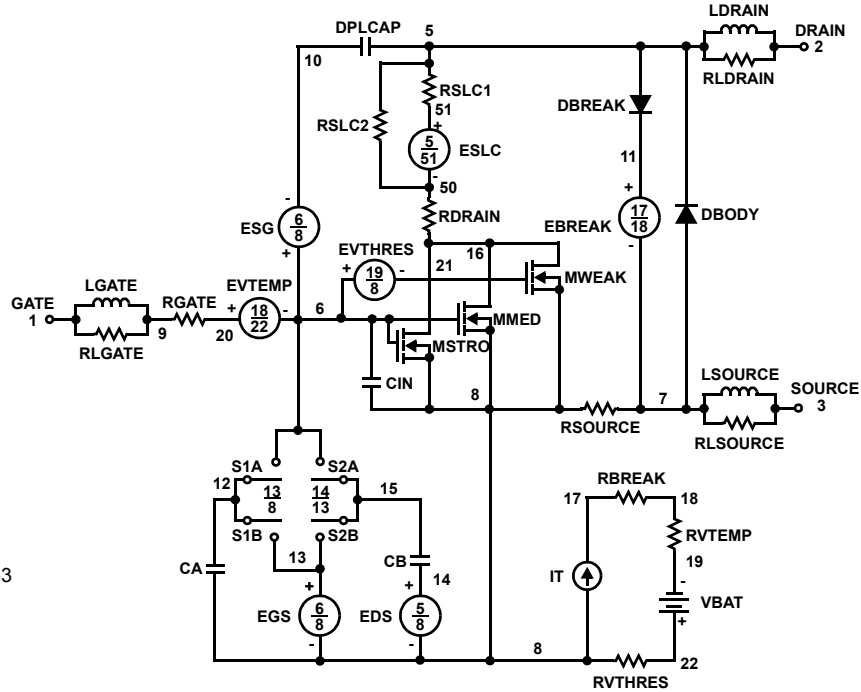 LDRAIN
DPLCAP 5 DRAIN
10 2
RLDRAIN
RSLC1
51
RSLC2
DBREAK
+
5
51
ESLC
-
50
11
-
6
8
ESG
+
RDRAIN
+
17
18
EBREAK
-
DBODY
EVTHRES
16
+
19
8
-
21
MWEAK
LGATE
EVTEMP
GATE
1
RGATE
+
18
22
-
6
9
20
RLGATE
MMED
MSTRO
CIN
8
7
LSOURCE
SOURCE
3
RSOURCE
RLSOURCE
S1A S2A
12
13
8
14
13
15
S1B S2B
13
RBREAK
17 18
RVTEMP
19
CA
CB
14
IT
-
VBAT
+
+
6
8
EGS
-
+
5
8
EDS
-
8
22
RVTHRES
3